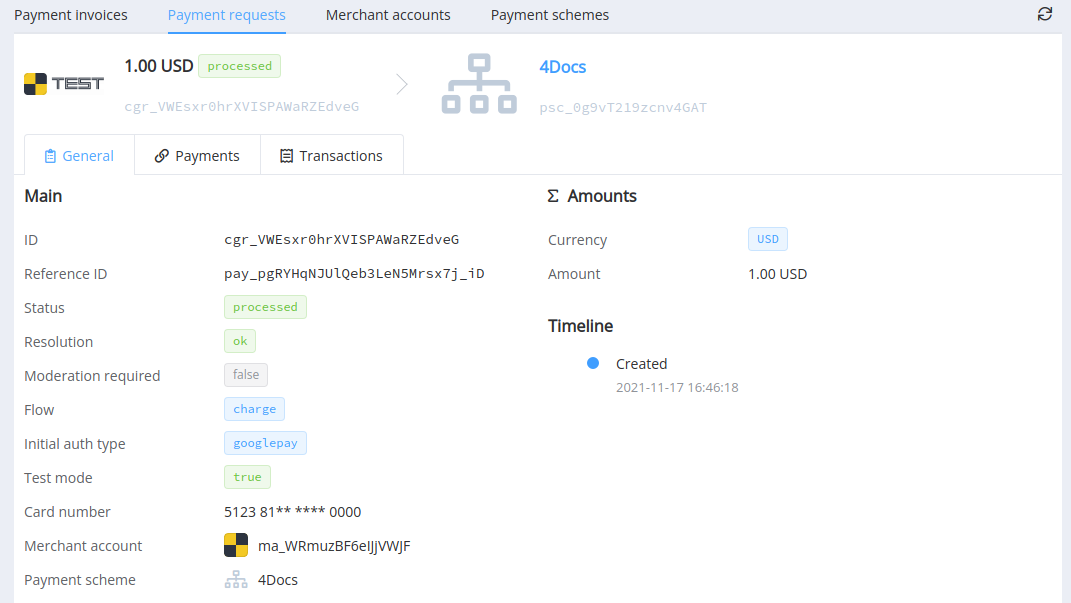 Payment invoices Payment requests Merchant accounts Payment schemes
TEST 1.00 USD processed 4Docs
cgr_VWEsxr0hrXVISPAWaRZEdveG psc_0g9vT219zcnv4GAT
General Payments Transactions
Main
ID cgr_VWEsxr0hrXVISPAWaRZEdveG
Reference ID pay_pgRYHqNJUlQeb3LeN5Mrsx7j_iD
Status processed
Resolution ok
Moderation required false
Flow charge
Initial auth type googlepay
Test mode true
Card number 5123 81** **** 0000
Merchant account ma_WRmuzBF6eIJjVWJF
Payment scheme 4Docs
Σ Amounts
Currency USD
Amount 1.00 USD
Timeline
Created
2021-11-17 16:46:18